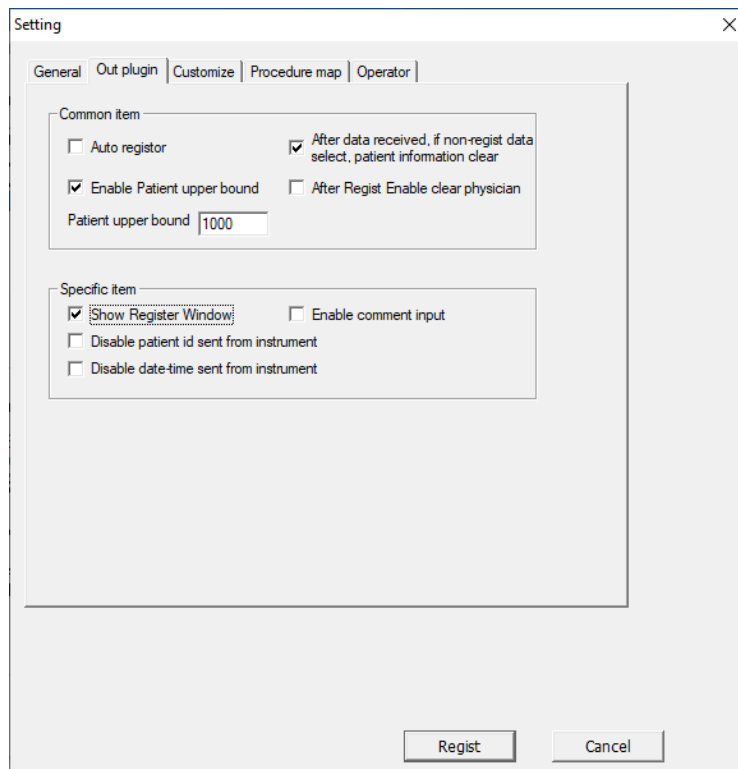 Setting
General Out plugin Customize Procedure map Operator
Common item
Auto registor
After data received, if non-regist data
select, patient information clear
Enable Patient upper bound
After Regist Enable clear physician
Patient upper bound 1000
Specific item
Show Register Window
Enable comment input
Disable patient id sent from instrument
Disable date-time sent from instrument
Regist Cancel